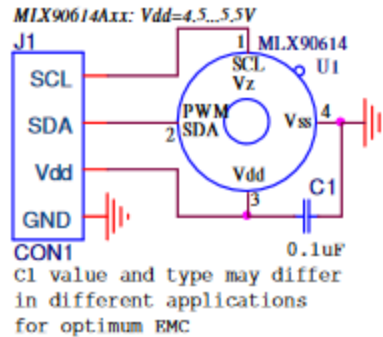 MLX90614Axx: Vdd=4.5...5.5V
J1
1
MLX90614
SCL
SCL
Vz
U1
SDA
PWM
SDA
2
Vss
4
Vdd
Vdd
3
C1
GND
0.1uF
CON1
C1 value and type may differ
in different applications
for optimum EMC